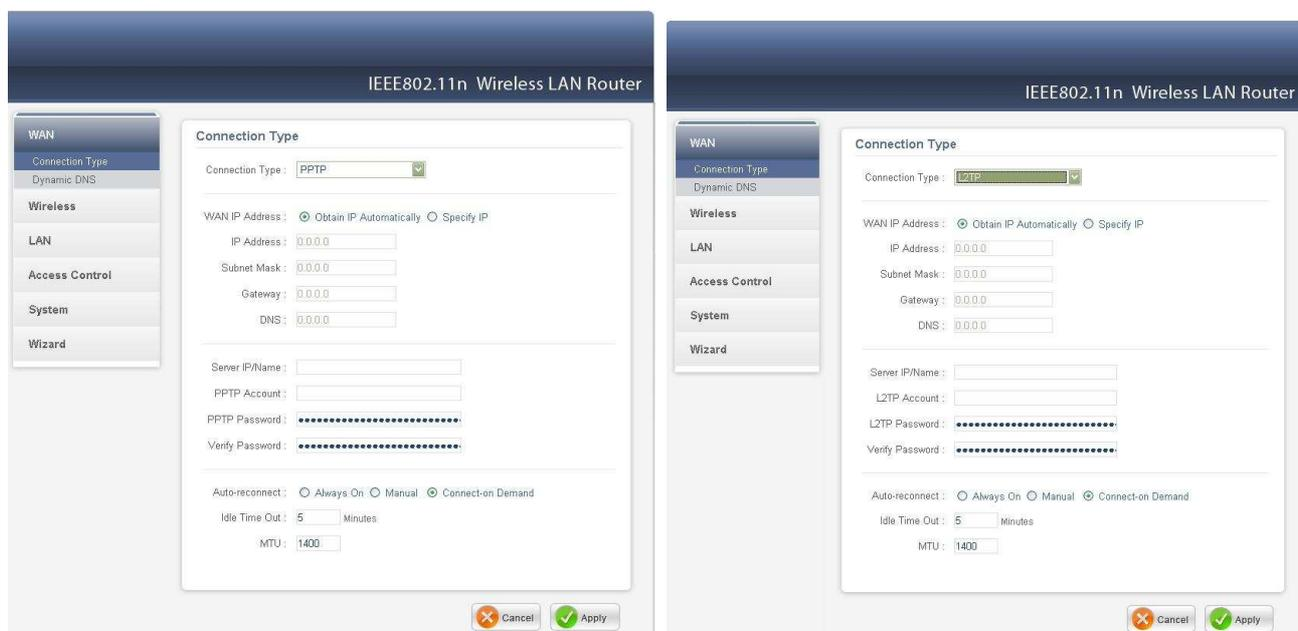 IEEE802.11n Wireless LAN Router
WAN
Connection Type
Dynamic DNS
Wireless
LAN
Access Control
System
Wizard
Connection Type
Connection Type : PPTP
WAN IP Address : Obtain IP Automatically Specify IP
IP Address : 0.0.0.0
Subnet Mask : 0.0.0.0
Gateway : 0.0.0.0
DNS : 0.0.0.0
Server IP/Name :
PPTP Account :
PPTP Password :
Verify Password :
Auto-reconnect : Always On Manual Connect-on Demand
Idle Time Out : 5 Minutes
MTU : 1400
Cancel Apply
IEEE802.11n Wireless LAN Router
WAN
Connection Type
Dynamic DNS
Wireless
LAN
Access Control
System
Wizard
Connection Type
Connection Type : L2TP
WAN IP Address : Obtain IP Automatically Specify IP
IP Address : 0.0.0.0
Subnet Mask : 0.0.0.0
Gateway : 0.0.0.0
DNS : 0.0.0.0
Server IP/Name :
L2TP Account :
L2TP Password :
Verify Password :
Auto-reconnect : Always On Manual Connect-on Demand
Idle Time Out : 5 Minutes
MTU : 1400
Cancel Apply